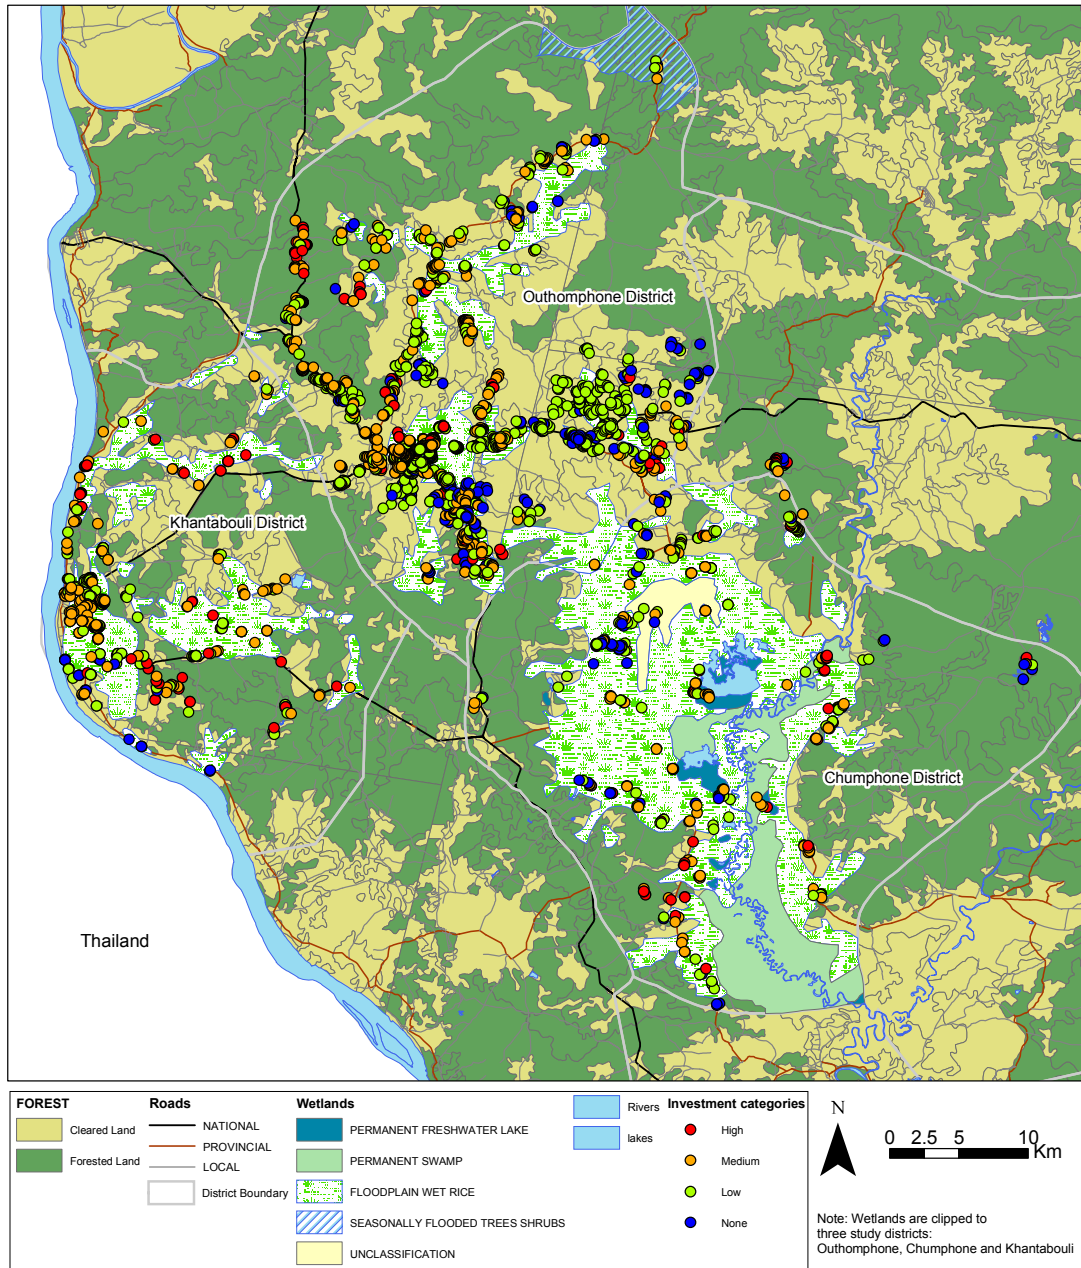 Outhomphone District
Khantabouli District
Chumphone District
Thailand
FOREST
Cleared Land
Forested Land
Roads
NATIONAL
PROVINCIAL
LOCAL
District Boundary
Wetlands
PERMANENT FRESHWATER LAKE
PERMANENT SWAMP
FLOODPLAIN WET RICE
SEASONALLY FLOODED TREES SHRUBS
UNCLASSIFICATION
Rivers
lakes
Investment categories
High
Medium
Low
None
N
0 2.5 5 10
Km
Note: Wetlands are clipped to
three study districts:
Outhomphone, Chumphone and Khantabouli